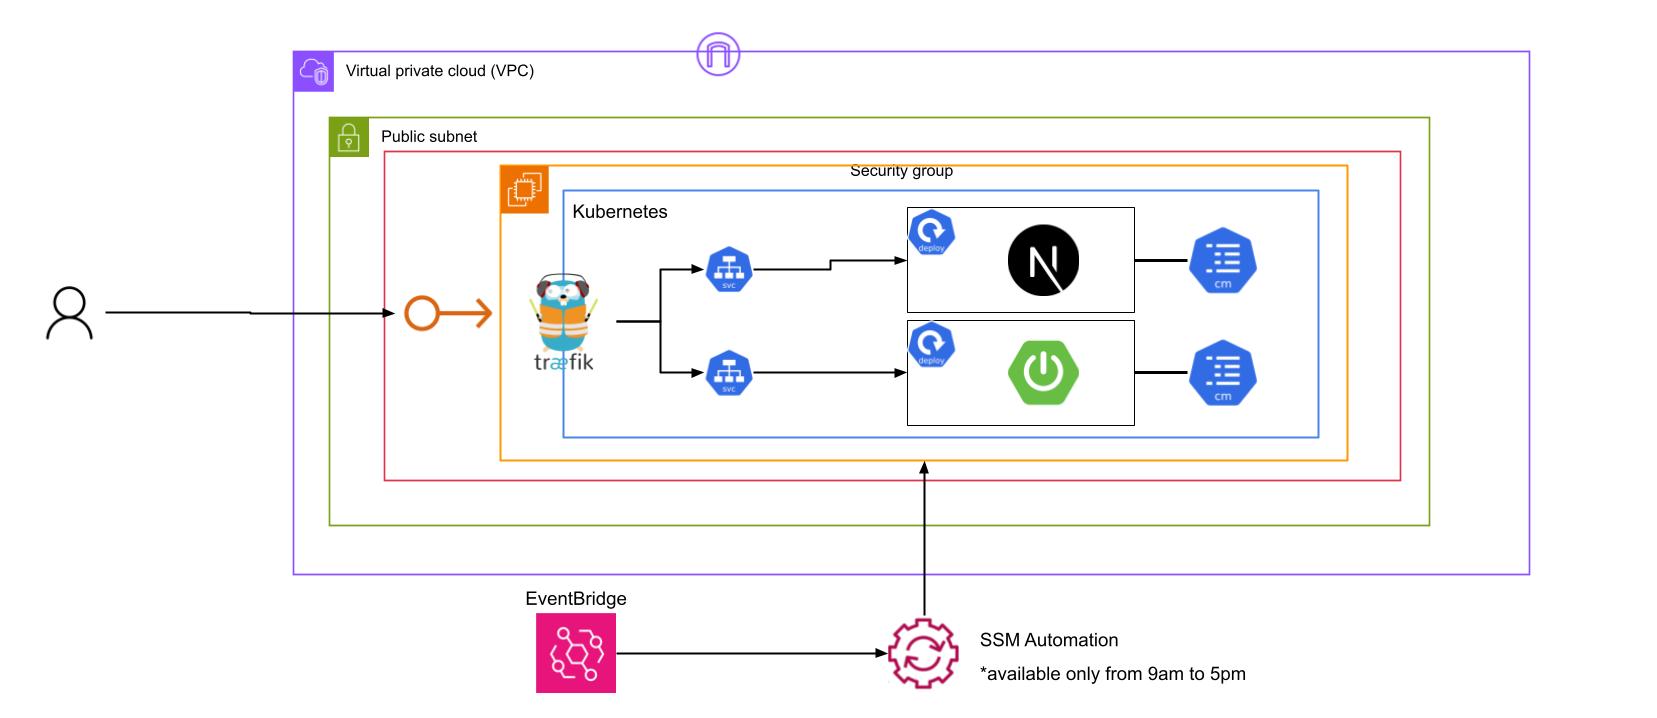 Virtual private cloud (VPC)
Public subnet
Security group
Kubernetes
deploy
svc
cm
træfik
deploy
svc
cm
EventBridge
SSM Automation
*available only from 9am to 5pm